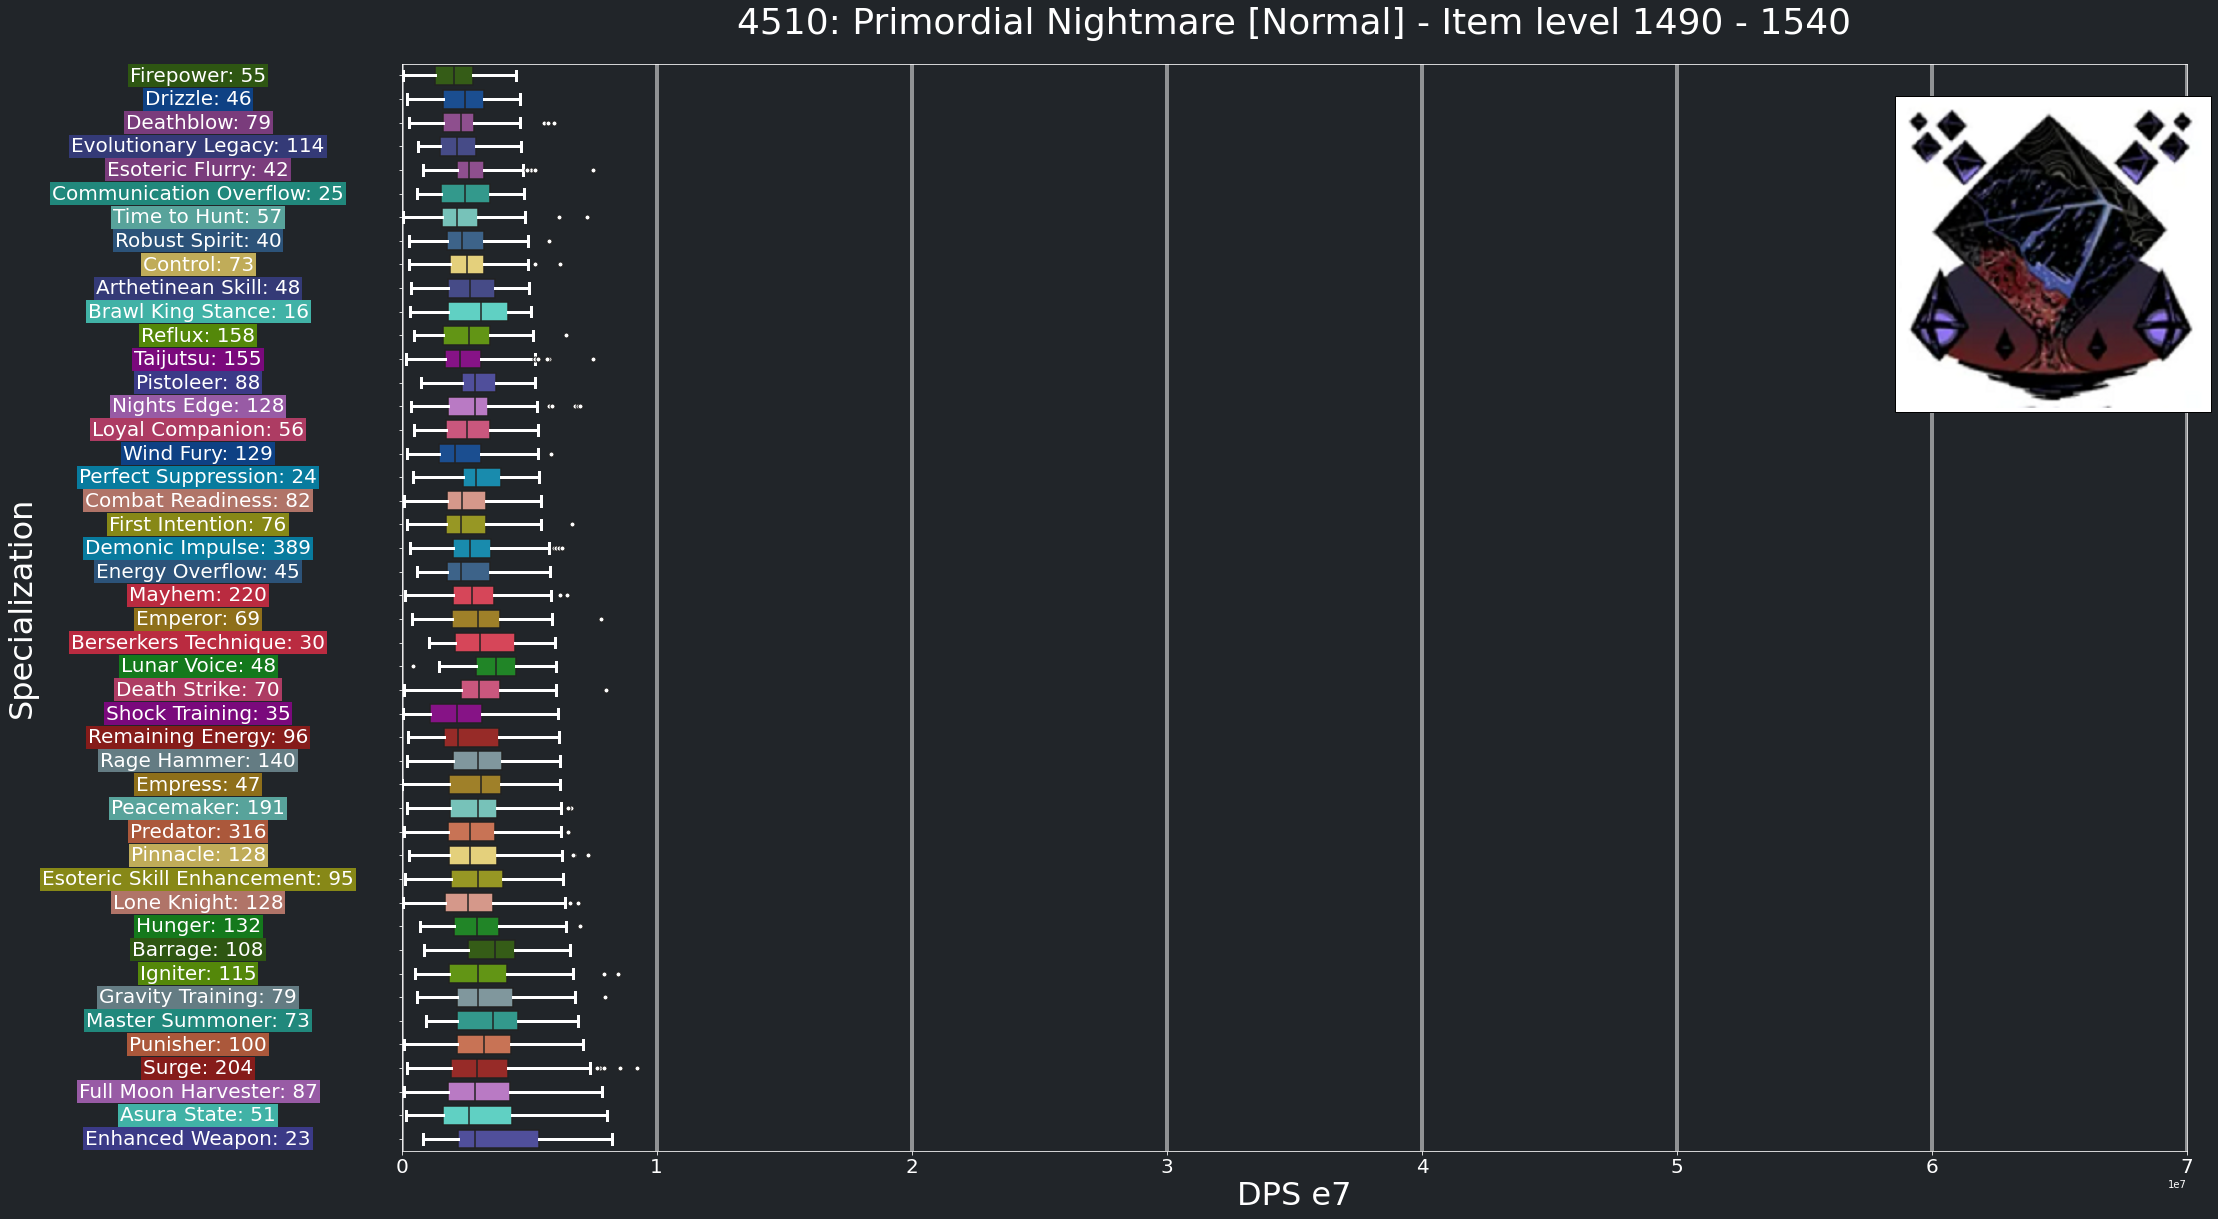 4510: Primordial Nightmare [Normal] - Item level 1490 - 1540
Specialization
Firepower: 55
Drizzle: 46
Deathblow: 79
Evolutionary Legacy: 114
Esoteric Flurry: 42
Communication Overflow: 25
Time to Hunt: 57
Robust Spirit: 40
Control: 73
Arthetinean Skill: 48
Brawl King Stance: 16
Reflux: 158
Taijutsu: 155
Pistoleer: 88
Nights Edge: 128
Loyal Companion: 56
Wind Fury: 129
Perfect Suppression: 24
Combat Readiness: 82
First Intention: 76
Demonic Impulse: 389
Energy Overflow: 45
Mayhem: 220
Emperor: 69
Berserkers Technique: 30
Lunar Voice: 48
Death Strike: 70
Shock Training: 35
Remaining Energy: 96
Rage Hammer: 140
Empress: 47
Peacemaker: 191
Predator: 316
Pinnacle: 128
Esoteric Skill Enhancement: 95
Lone Knight: 128
Hunger: 132
Barrage: 108
Igniter: 115
Gravity Training: 79
Master Summoner: 73
Punisher: 100
Surge: 204
Full Moon Harvester: 87
Asura State: 51
Enhanced Weapon: 23
0 1 2 3 4 5 6 7
1e7
DPS e7